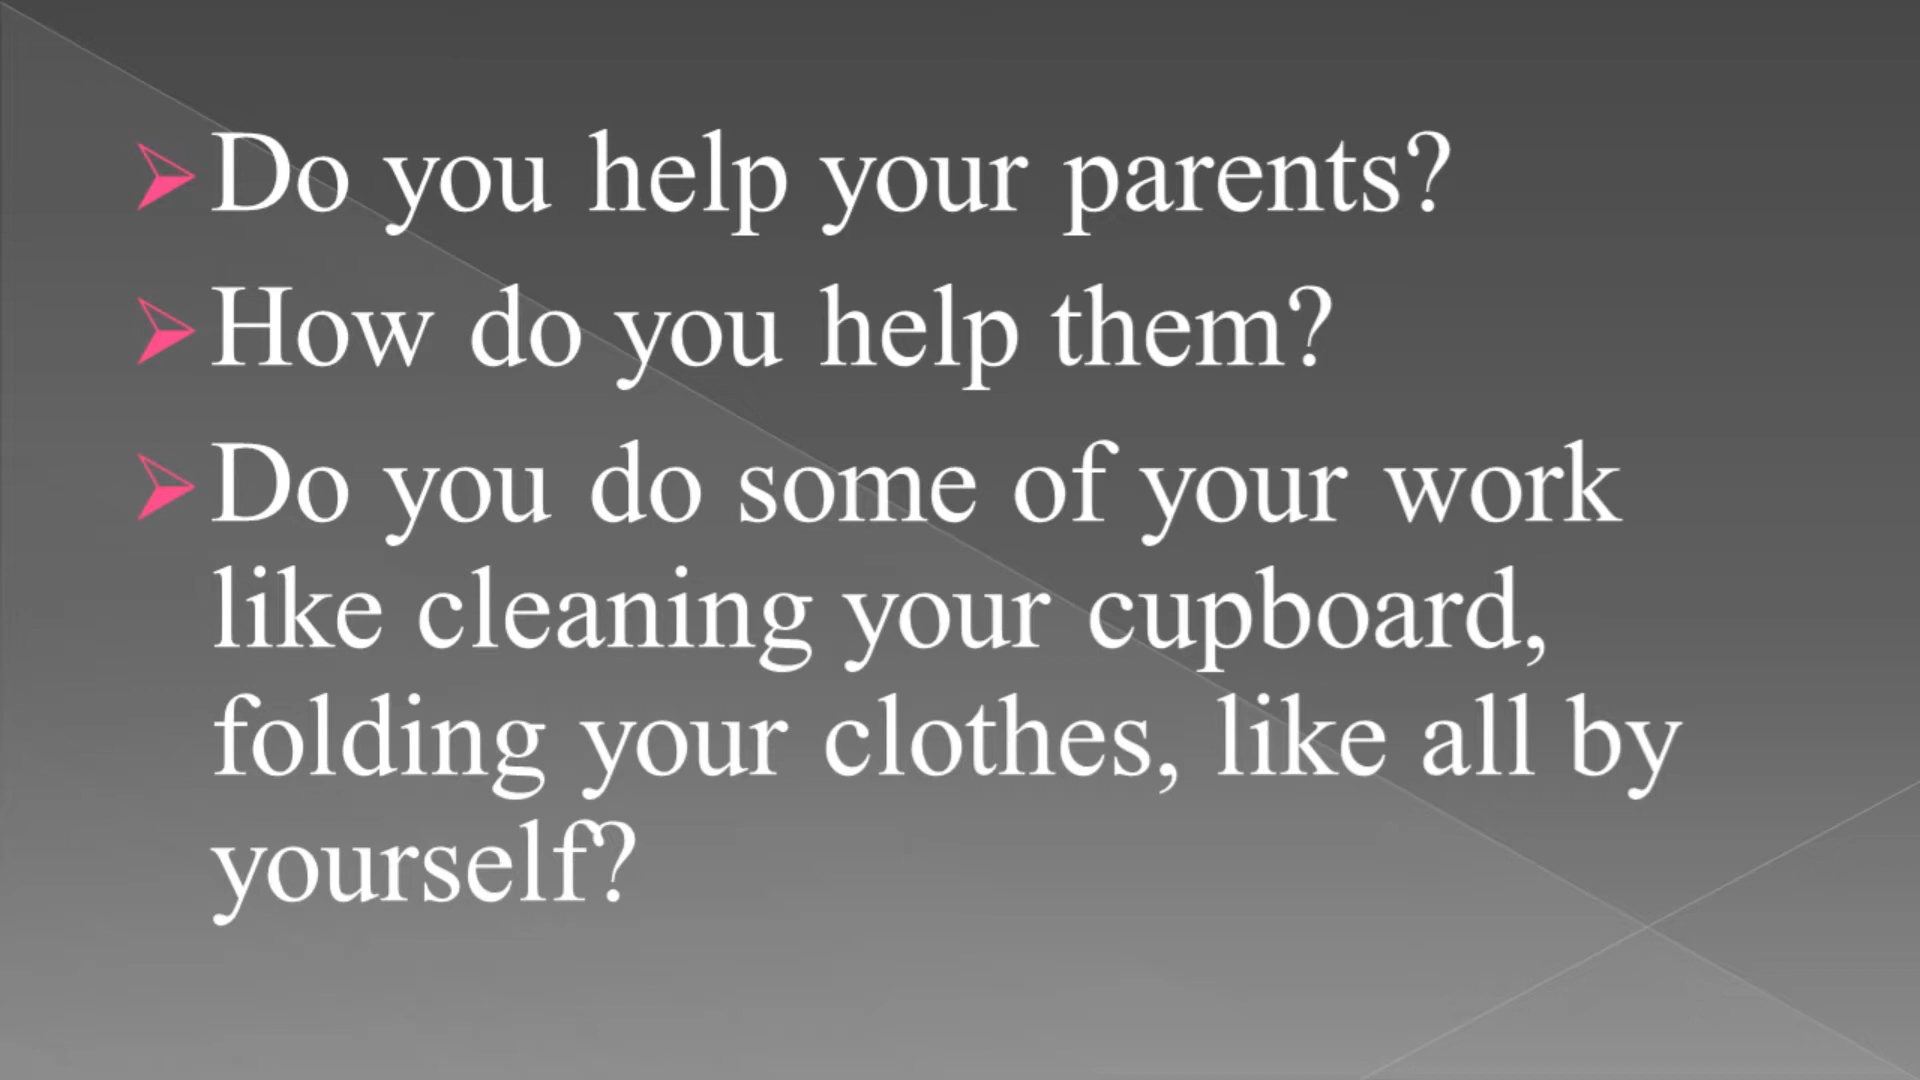 Do you help your parents?
How do you help them?
Do you do some of your work
like cleaning your cupboard,
folding your clothes, like all by
yourself?